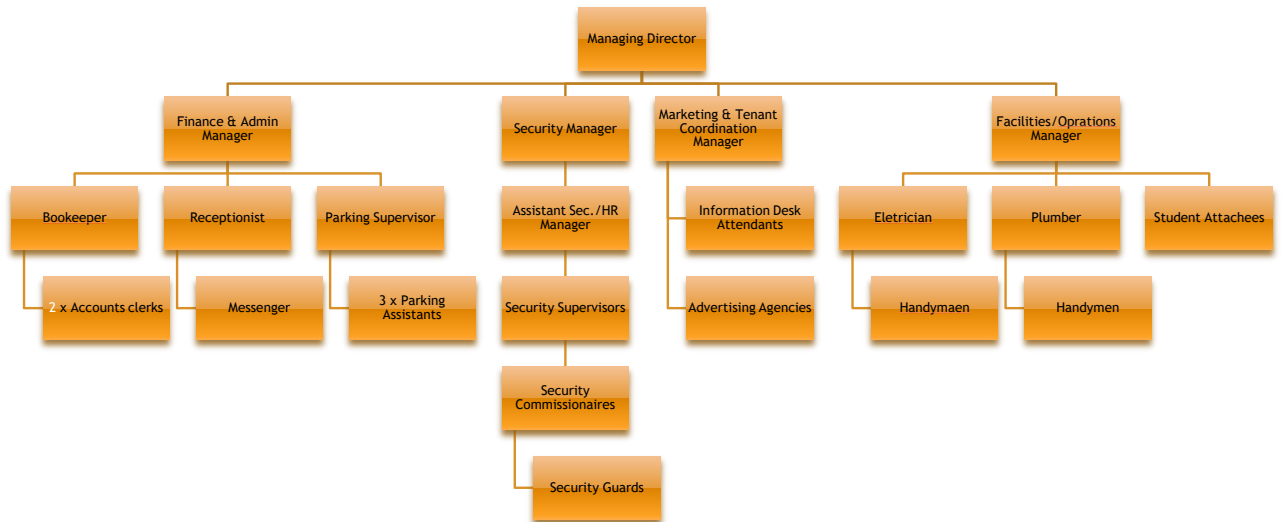 Managing Director
Finance & Admin
Manager
Security Manager
Marketing & Tenant
Coordination
Manager
Facilities/Oprations
Manager
Bookeeper
Receptionist
Parking Supervisor
Assistant Sec./HR
Manager
Information Desk
Attendants
Eletrician
Plumber
Student Attachees
2 x Accounts clerks
Messenger
3 x Parking
Assistants
Security Supervisors
Advertising Agencies
Handymaen
Handymen
Security
Commissionaires
Security Guards